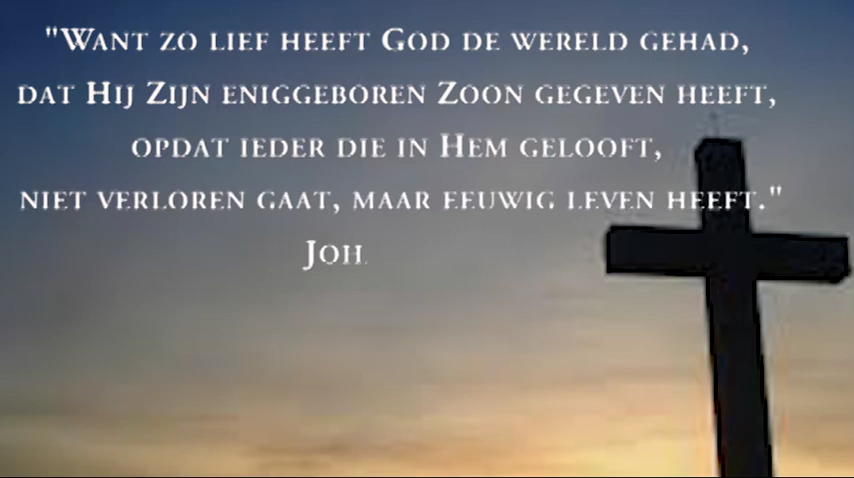 "Want zo lief heeft God de wereld gehad,
dat Hij Zijn eniggeboren Zoon gegeven heeft,
opdat ieder die in Hem gelooft,
niet verloren gaat, maar eeuwig leven heeft."
Joh.